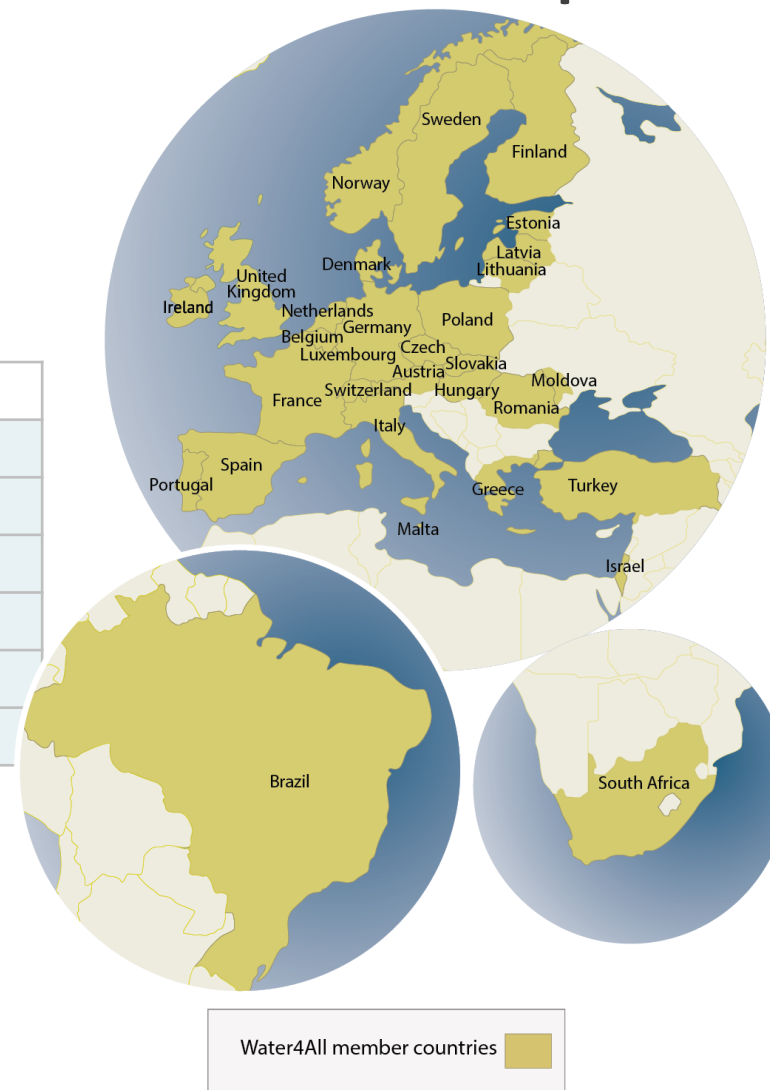 Sweden
Finland
Norway
Estonia
Latvia
Denmark
Lithuania
United
Kingdom
Ireland
Netherlands
Germany
Poland
Belgium
Czech
Luxembourg
Slovakia
Austria
Moldova
Switzerland
Hungary
France
Romania
Italy
Spain
Portugal
Greece
Turkey
Malta
Israel
Brazil
South Africa
Water4All member countries